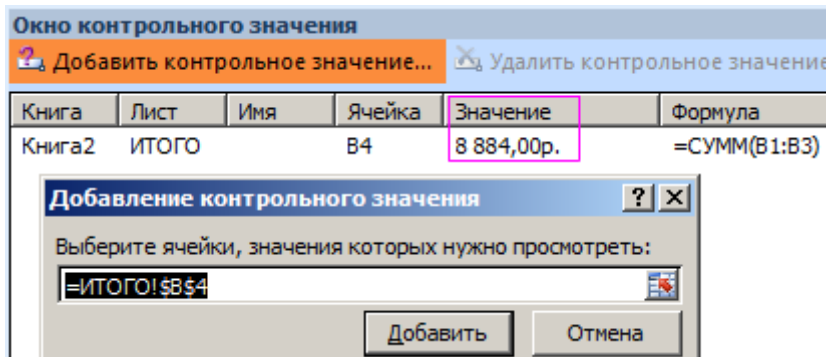 Окно контрольного значения
Добавить контрольное значение... Удалить контрольное значение
Книга Лист Имя Ячейка Значение Формула
Книга2 ИТОГО B4 8 884,00р. =СУММ(B1:B3)
Добавление контрольного значения
Выберите ячейки, значения которых нужно просмотреть:
=ИТОГО!$B$4
Добавить Отмена